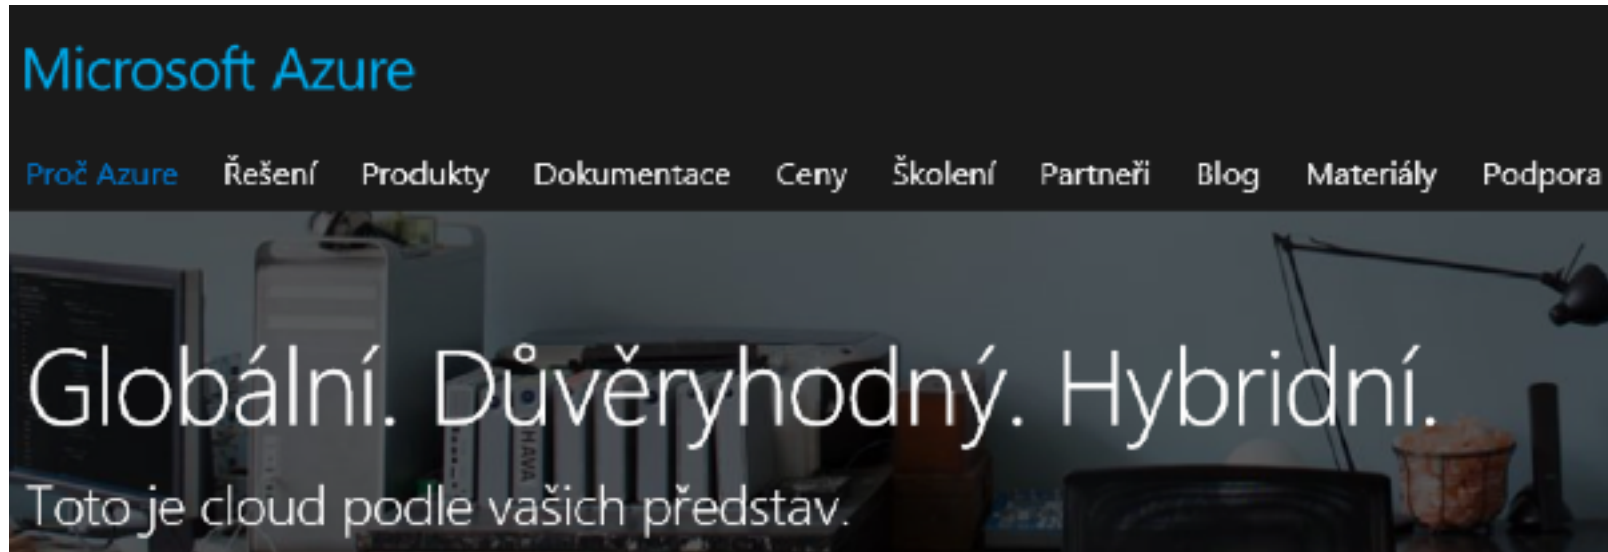 Microsoft Azure
Proč Azure Řešení Produkty Dokumentace Ceny Školení Partneři Blog Materiály Podpora
Globální. Důvěryhodný. Hybridní.
HAVA
Toto je cloud podle vašich představ.